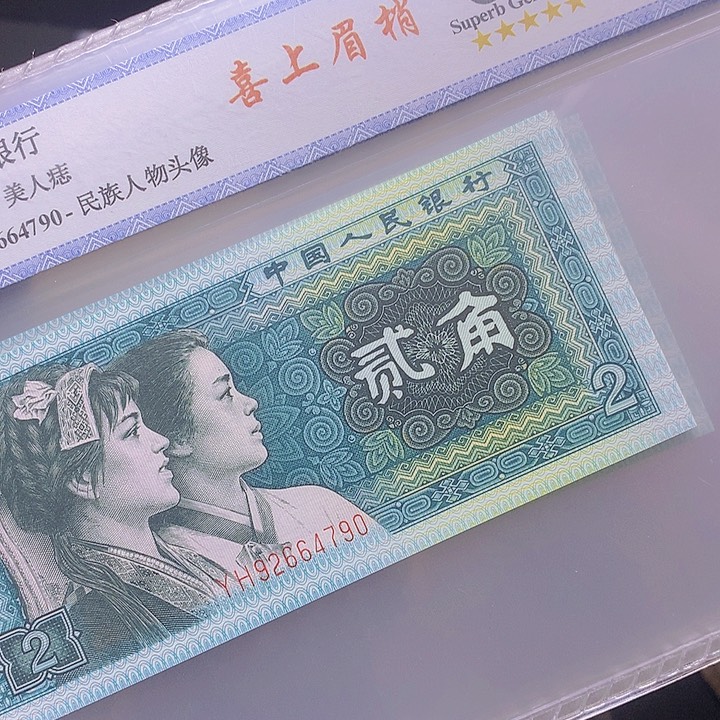 喜上眉梢
Superb Ge
银行
美人痣
664790 - 民族人物头像
中国人民银行
贰角
2
YH92664790
2